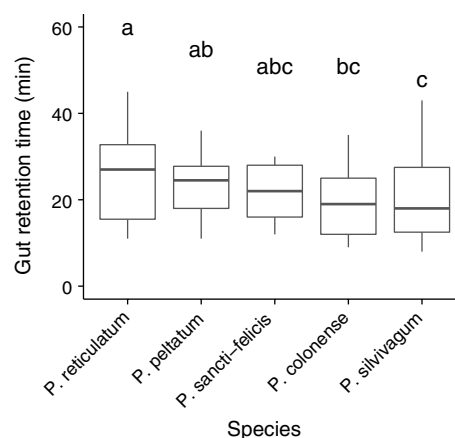 60
40
20
0
Gut retention time (min)
a
ab
abc
bc
c
P. reticulatum
P. peltatum
P. sancti−felicis
P. colonense
P. silvivagum
Species